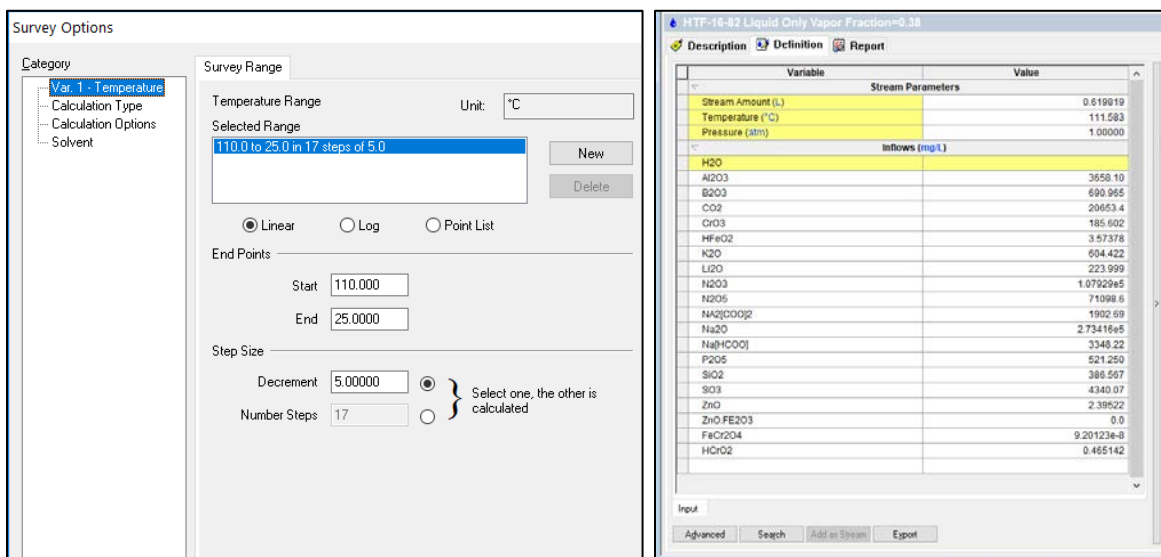 Survey Options
Category
Var. 1 - Temperature
Calculation Type
Calculation Options
Solvent
Survey Range
Temperature Range
Unit: °C
Selected Range
110.0 to 25.0 in 17 steps of 5.0
New
Delete
Linear Log Point List
End Points
Start 110.000
End 25.0000
Step Size
Decrement 5.00000
Number Steps 17
} Select one, the other is
calculated
HTF-16-82 Liquid Only Vapor Fraction=0.38
Description Definition Report
Variable Value
Stream Parameters
Stream Amount (L) 0.619819
Temperature (°C) 111.583
Pressure (atm) 1.00000
Inflows (mg/L)
H2O
Al2O3 3658.10
B2O3 690.965
CO2 20653.4
CrO3 185.602
HFeO2 3.57378
K2O 604.422
Li2O 223.999
N2O3 1.07929e5
N2O5 71098.6
NA2[COO]2 1902.69
Na2O 2.73416e5
Na[HCOO] 3348.22
P2O5 521.250
SiO2 386.567
SO3 4340.07
ZnO 2.39522
ZnO.FE2O3 0.0
FeCr2O4 9.20123e-8
HCrO2 0.465142
Input
Advanced Search Add as Stream Export